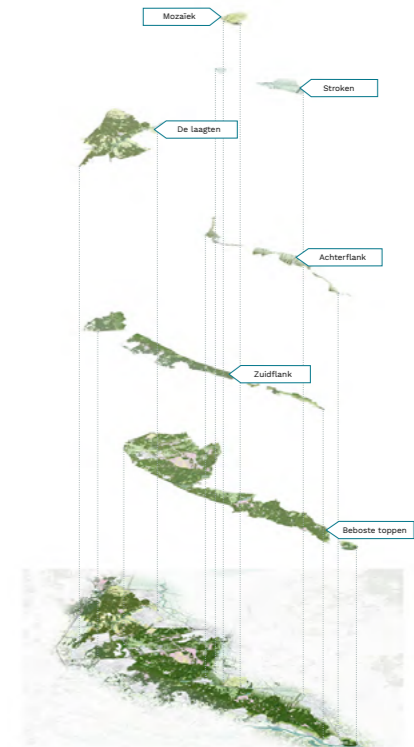 Mozaïek
Stroken
De laagten
Achterflank
Zuidflank
Beboste toppen